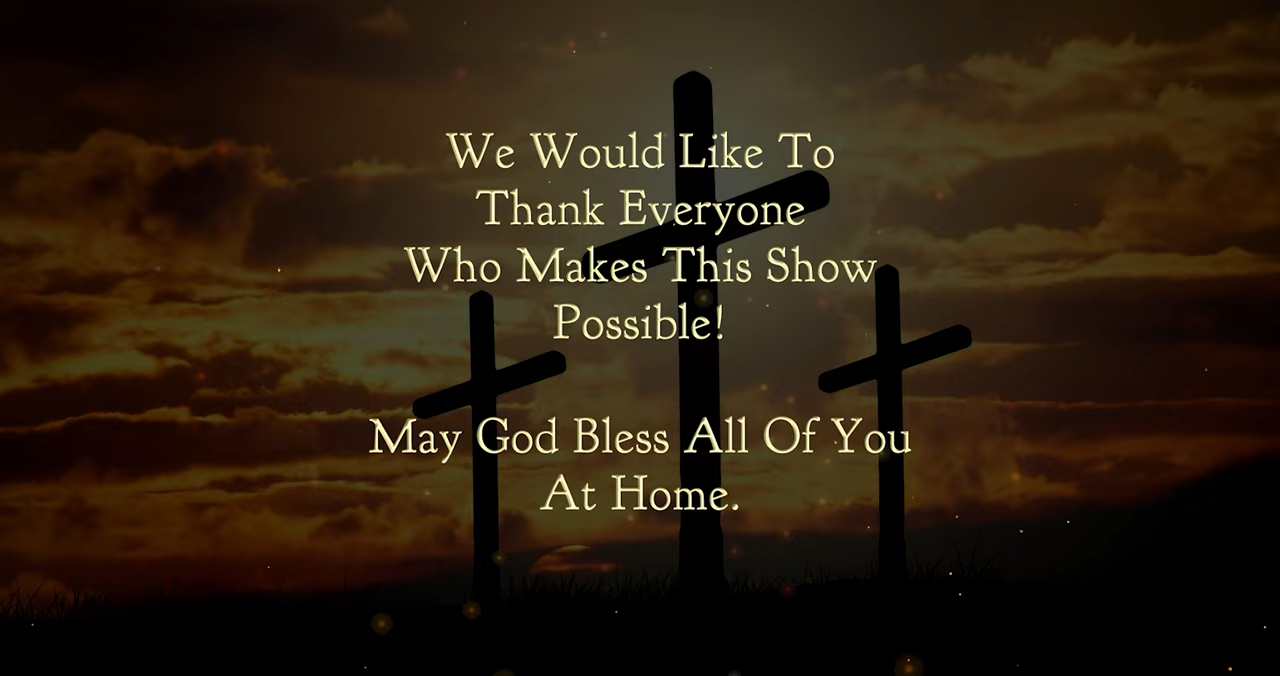 We Would Like To
Thank Everyone
Who Makes This Show
Possible!
May God Bless All Of You
At Home.